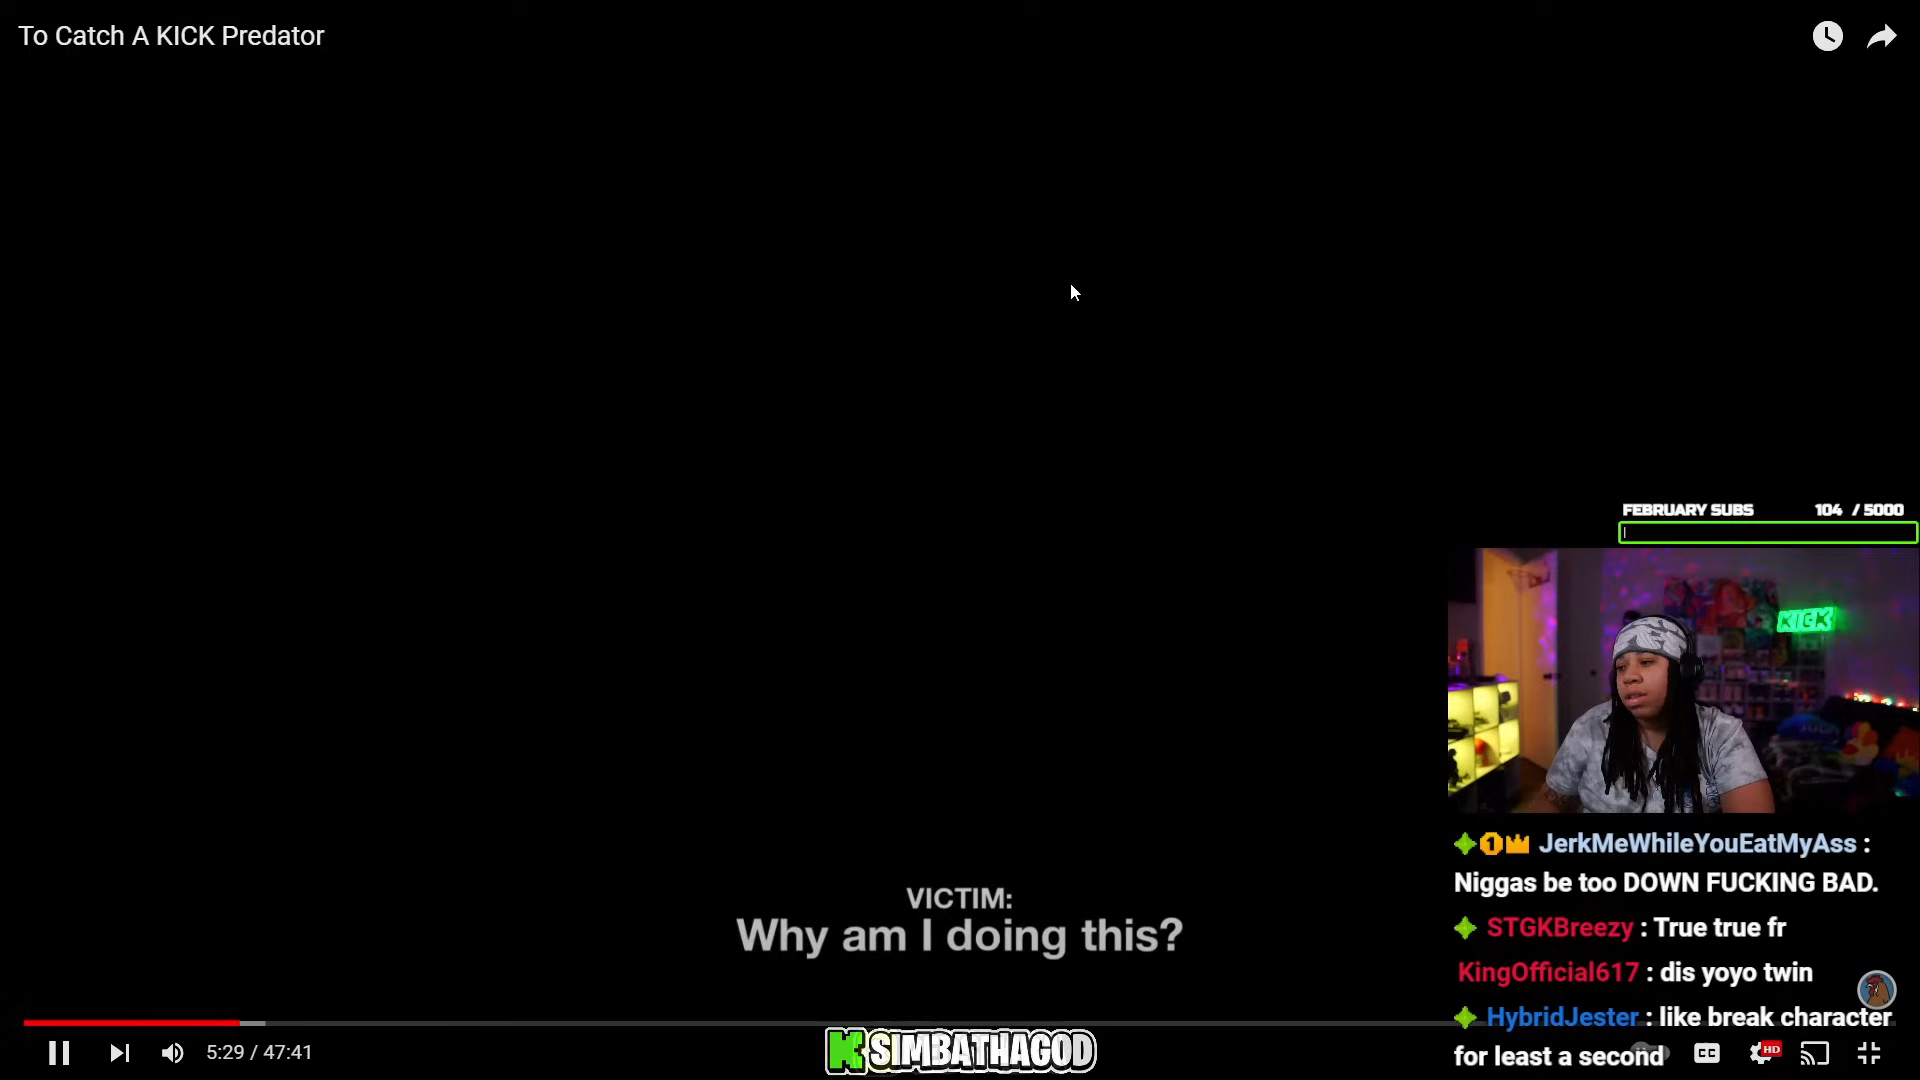 To Catch A KICK Predator
FEBRUARY SUBS 104 / 5000
KICK
JerkMeWhileYouEatMyAss :
Niggas be too DOWN FUCKING BAD.
STGKBreezy : True true fr
KingOfficial617 : dis yoyo twin
HybridJester : like break character
for least a second
VICTIM:
Why am I doing this?
5:29 / 47:41
K SIMBATHAGOD
CC
HD